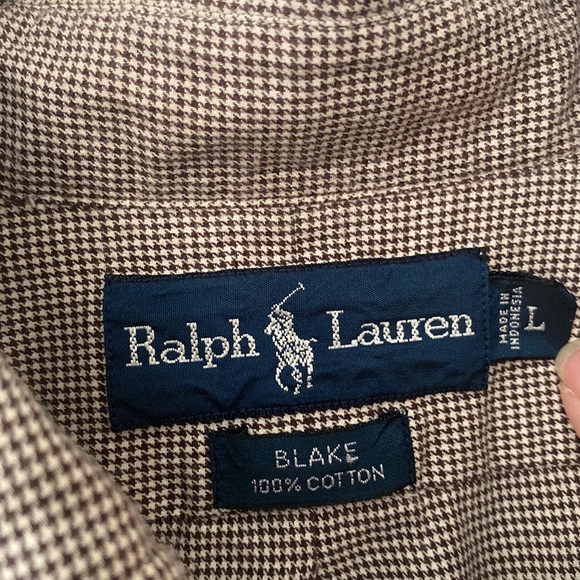 Ralph Lauren
MADE IN
INDONESIA
L
BLAKE
100% COTTON